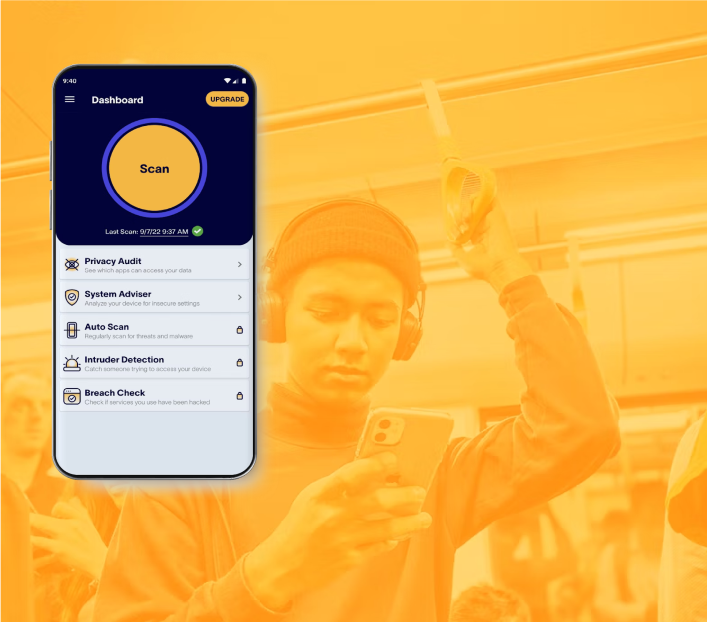 9:40
Dashboard
UPGRADE
Scan
Last Scan: 9/7/22 9:37 AM
Privacy Audit
See which apps can access your data
System Adviser
Analyze your device for insecure settings
Auto Scan
Regularly scan for threats and malware
Intruder Detection
Catch someone trying to access your device
Breach Check
Check if services you use have been hacked